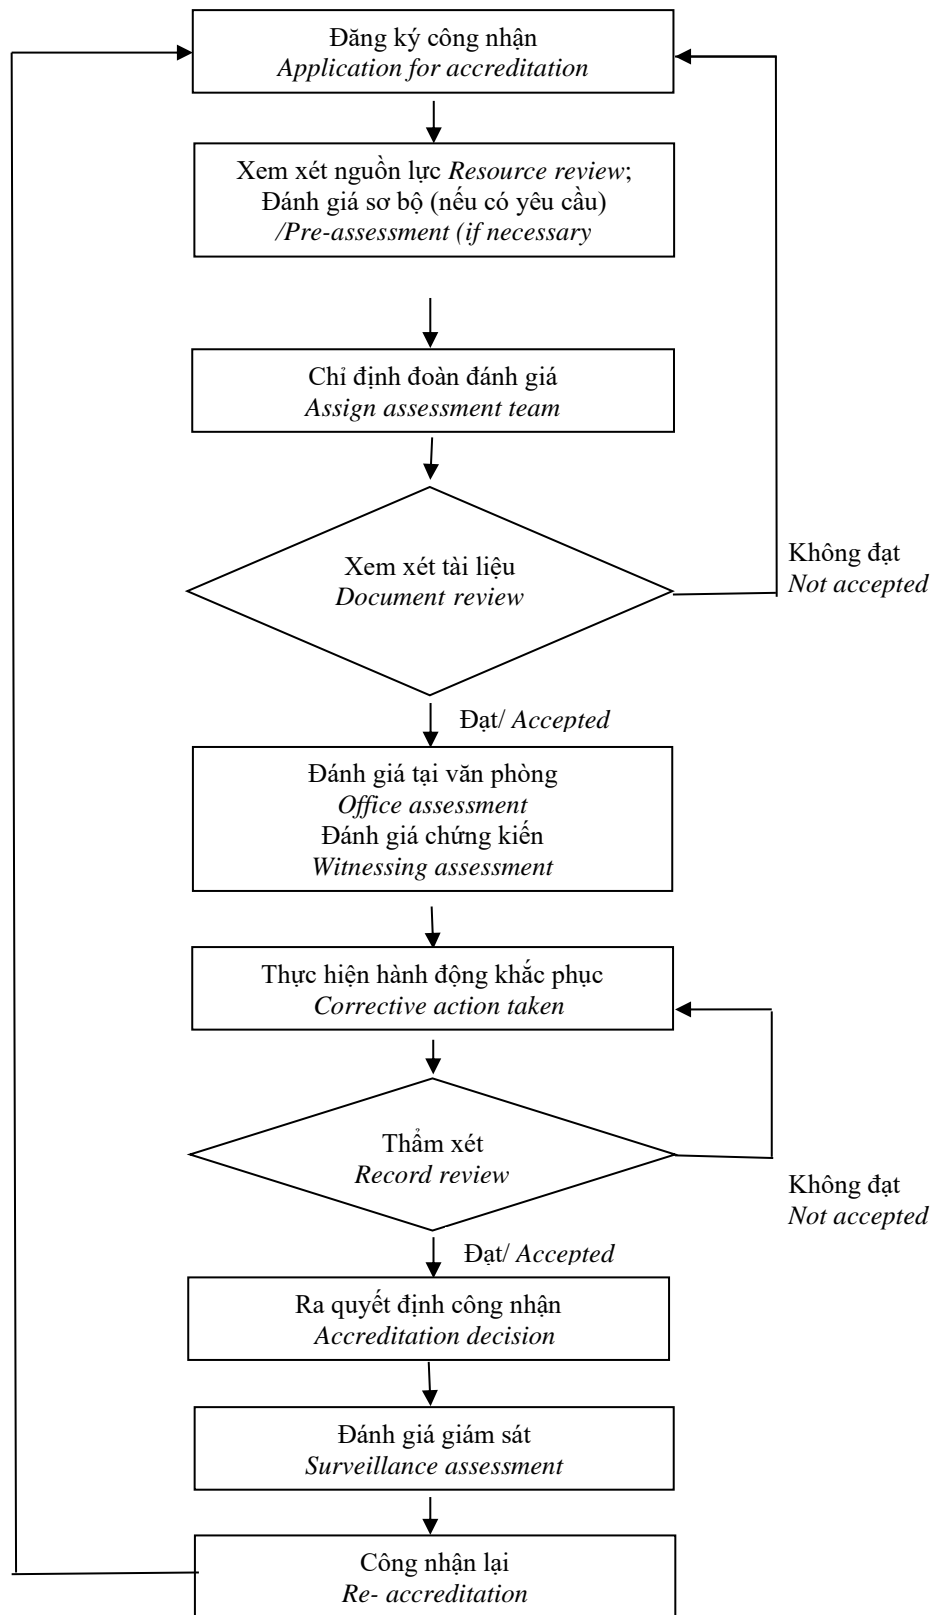 Đăng ký công nhận
Application for accreditation
Xem xét nguồn lực Resource review;
Đánh giá sơ bộ (nếu có yêu cầu)
/Pre-assessment (if necessary
Chỉ định đoàn đánh giá
Assign assessment team
Xem xét tài liệu
Document review
Không đạt
Not accepted
Đạt/ Accepted
Đánh giá tại văn phòng
Office assessment
Đánh giá chứng kiến
Witnessing assessment
Thực hiện hành động khắc phục
Corrective action taken
Thẩm xét
Record review
Không đạt
Not accepted
Đạt/ Accepted
Ra quyết định công nhận
Accreditation decision
Đánh giá giám sát
Surveillance assessment
Công nhận lại
Re- accreditation